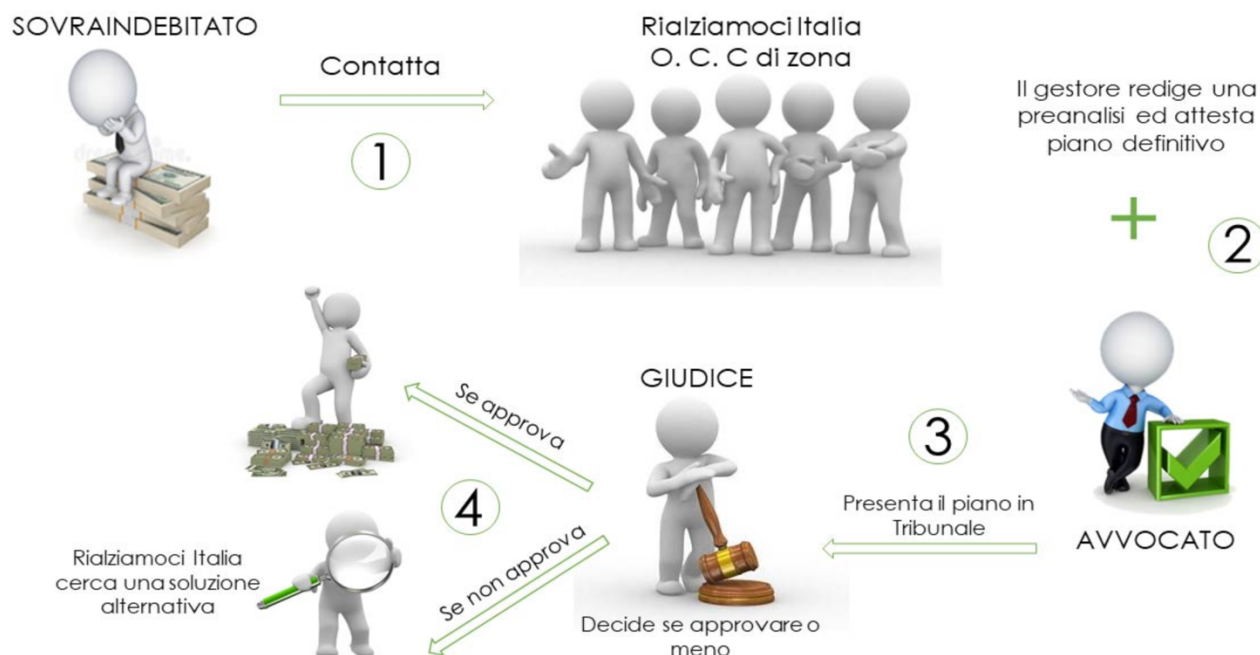 SOVRAINDEBITATO
Contatta
1
Rialziamoci Italia
O. C. C di zona
Il gestore redige una
preanalisi ed attesta
piano definitivo
+
2
AVVOCATO
3
Presenta il piano in
Tribunale
GIUDICE
Decide se approvare o
meno
4
Se approva
Se non approva
Rialziamoci Italia
cerca una soluzione
alternativa